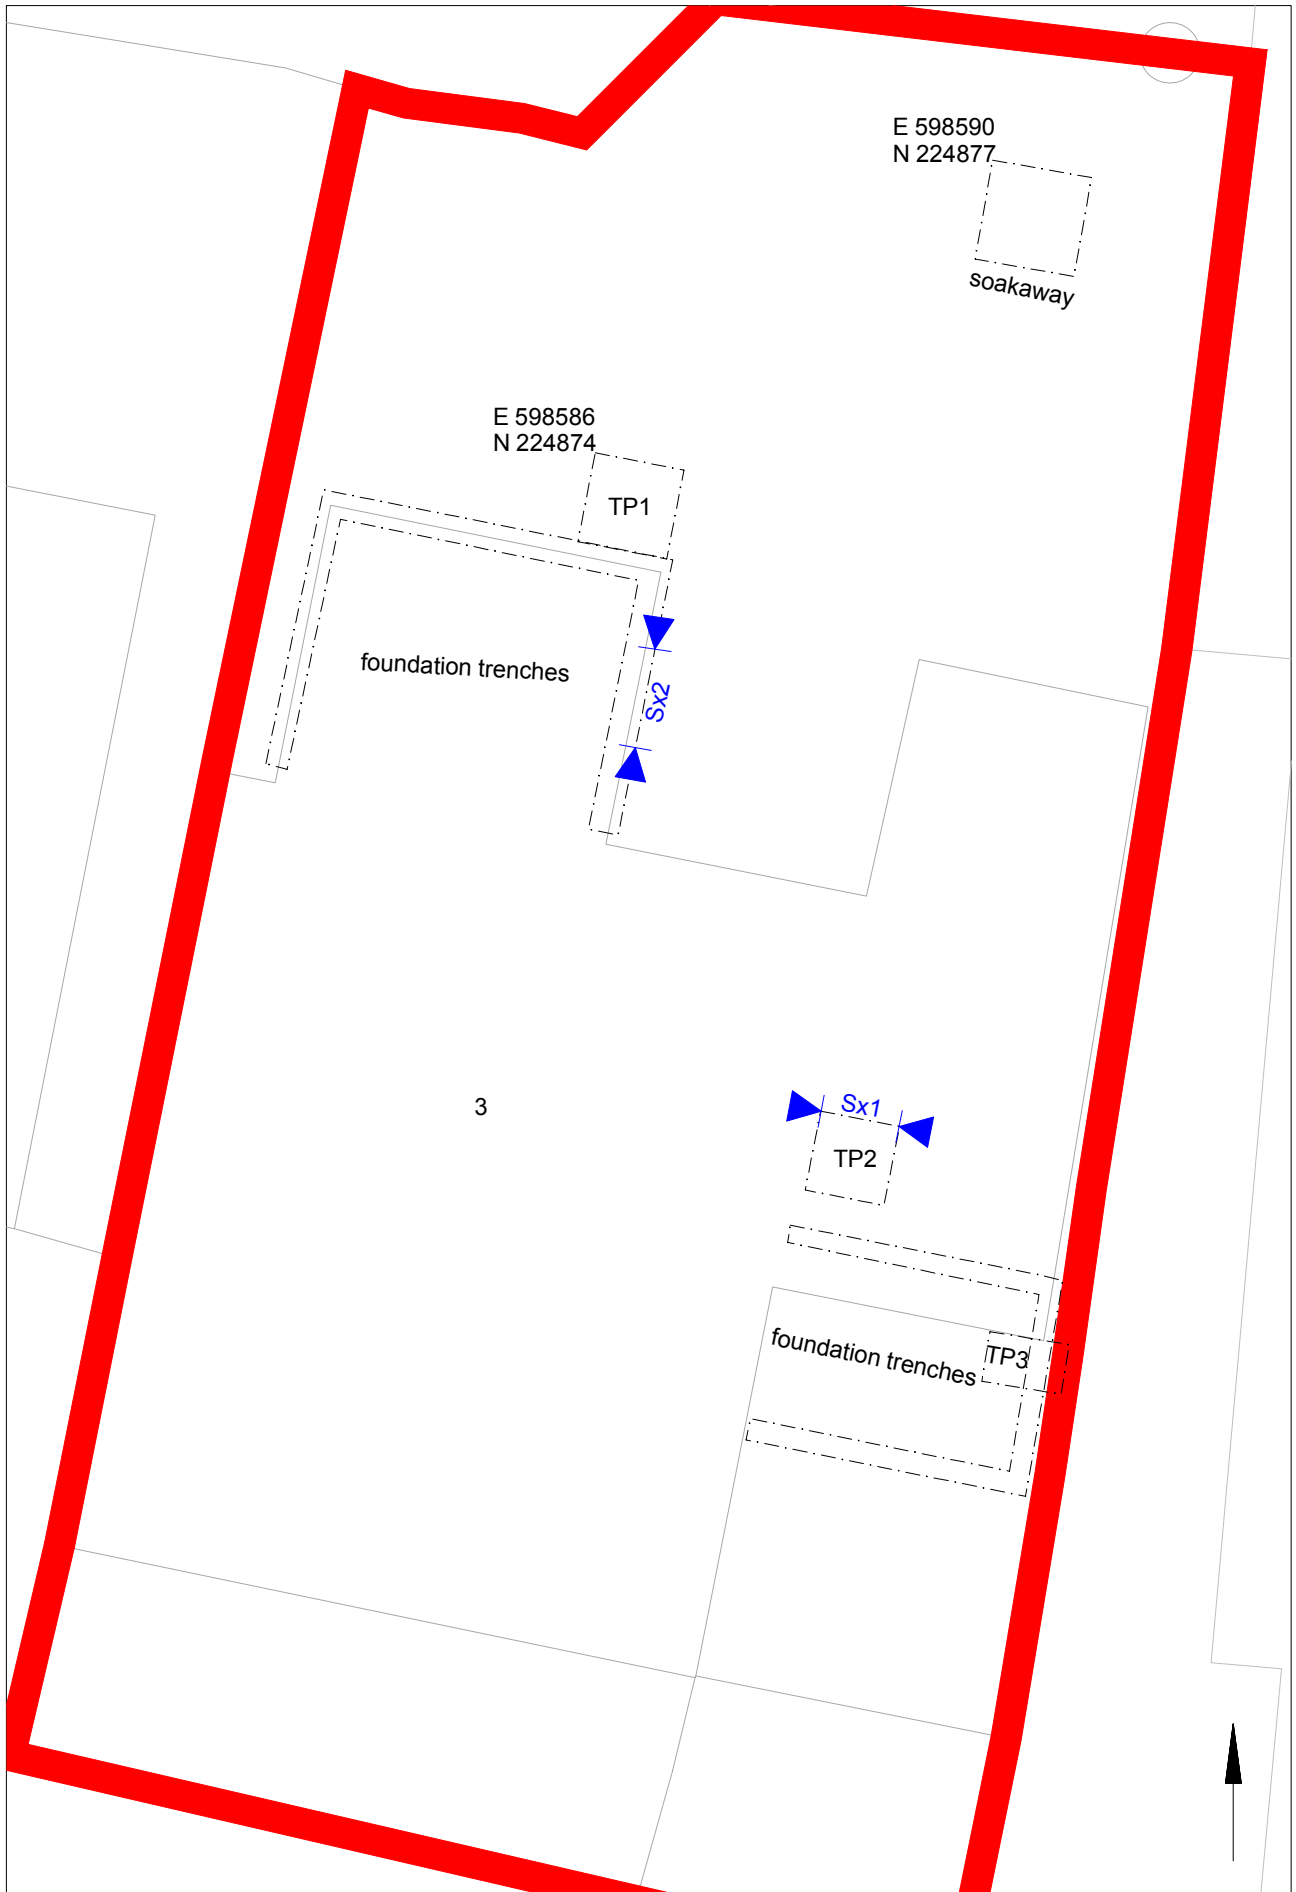 E 598590
N 224877
soakaway
E 598586
N 224874
TP1
foundation trenches
Sx2
3
Sx1
TP2
foundation trenches
TP3